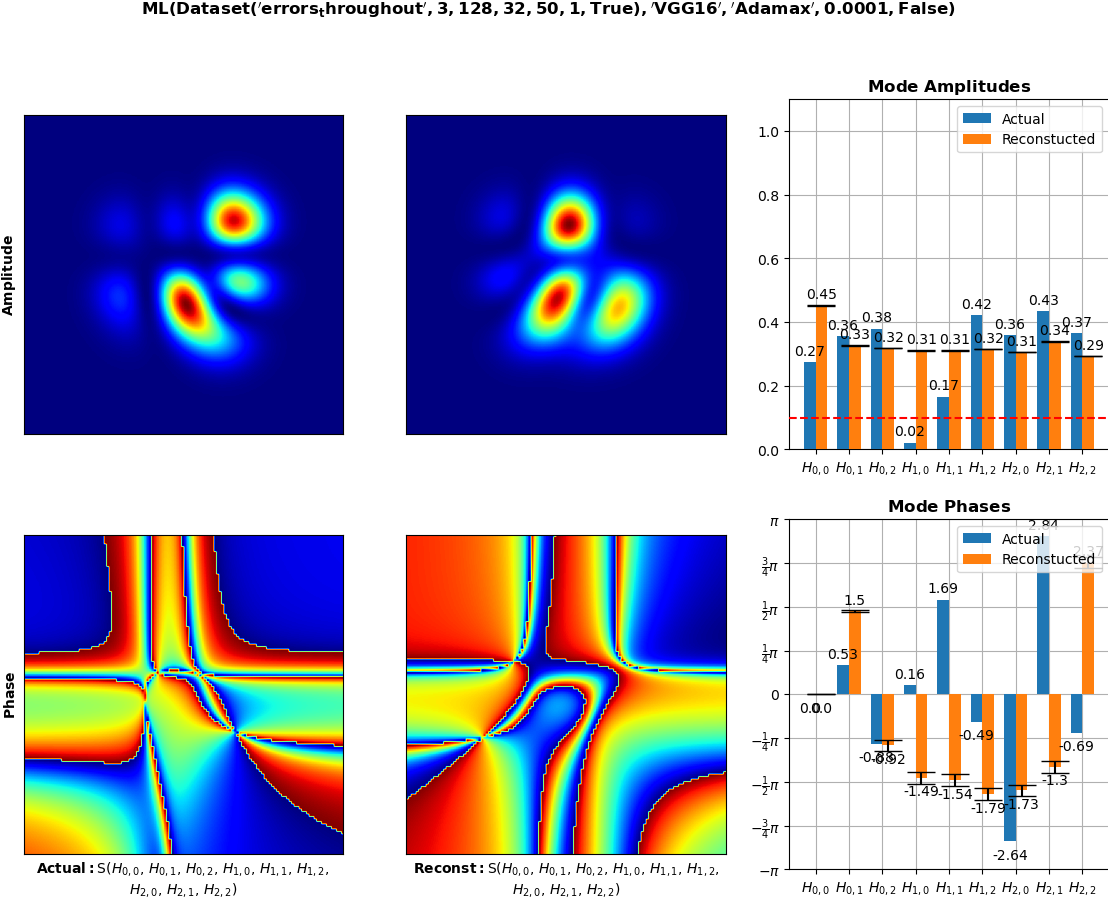 ML(Dataset('errors_throughout', 3, 128, 32, 50, 1, True), 'VGG16', 'Adamax', 0.0001, False)
Amplitude
Mode Amplitudes
Actual
Reconstucted
1.0
0.8
0.6
0.4
0.2
0.0
0.27
0.45
0.36
0.33
0.38
0.32
0.02
0.31
0.17
0.31
0.42
0.32
0.36
0.31
0.43
0.34
0.37
0.29
H0,0 H0,1 H0,2 H1,0 H1,1 H1,2 H2,0 H2,1 H2,2
Phase
Mode Phases
Actual
Reconstucted
π
3/4π
1/2π
1/4π
0
−1/4π
−1/2π
−3/4π
−π
0.0
0.0
0.53
1.5
-0.92
0.16
-1.49
1.69
-1.54
-0.49
-1.79
-2.64
-1.73
2.84
-1.3
-0.69
2.37
H0,0 H0,1 H0,2 H1,0 H1,1 H1,2 H2,0 H2,1 H2,2
Actual: S(H0,0, H0,1, H0,2, H1,0, H1,1, H1,2,
H2,0, H2,1, H2,2)
Reconst: S(H0,0, H0,1, H0,2, H1,0, H1,1, H1,2,
H2,0, H2,1, H2,2)